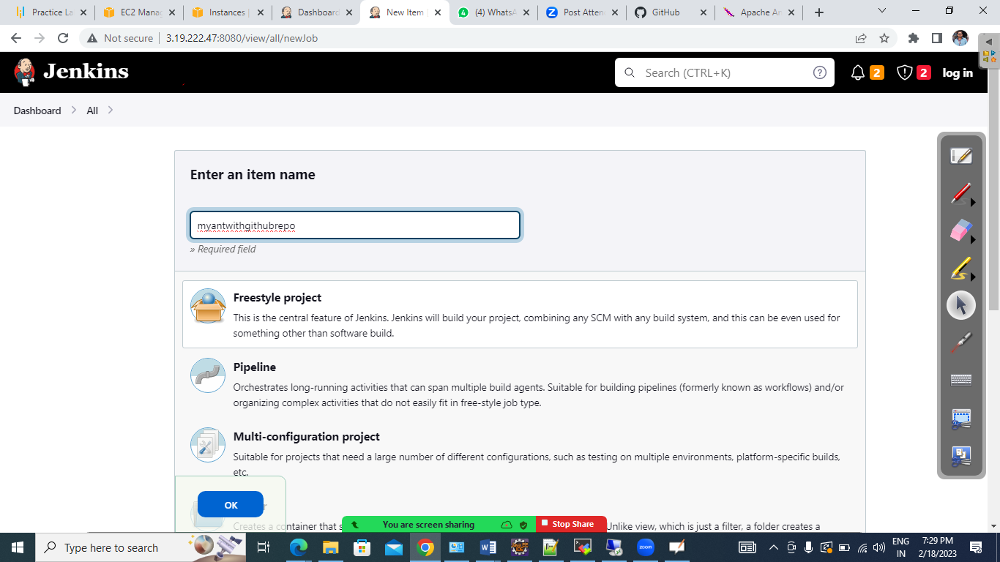 Practice La
EC2 Manag
Instances |
Dashboard
New Item |
(4) WhatsA
Post Atten
GitHub
Apache An
Not secure
3.19.222.47:8080/view/all/newJob
Jenkins
Search (CTRL+K)
2
2
log in
Dashboard
All
Enter an item name
myantwithgithubrepo
» Required field
Freestyle project
This is the central feature of Jenkins. Jenkins will build your project, combining any SCM with any build system, and this can be even used for
something other than software build.
Pipeline
Orchestrates long-running activities that can span multiple build agents. Suitable for building pipelines (formerly known as workflows) and/or
organizing complex activities that do not easily fit in free-style job type.
Multi-configuration project
Suitable for projects that need a large number of different configurations, such as testing on multiple environments, platform-specific builds,
etc.
OK
Creates a container that s
Unlike view, which is just a filter, a folder creates a
You are screen sharing
Stop Share
Type here to search
zoom
ENG
IN
7:29 PM
2/18/2023